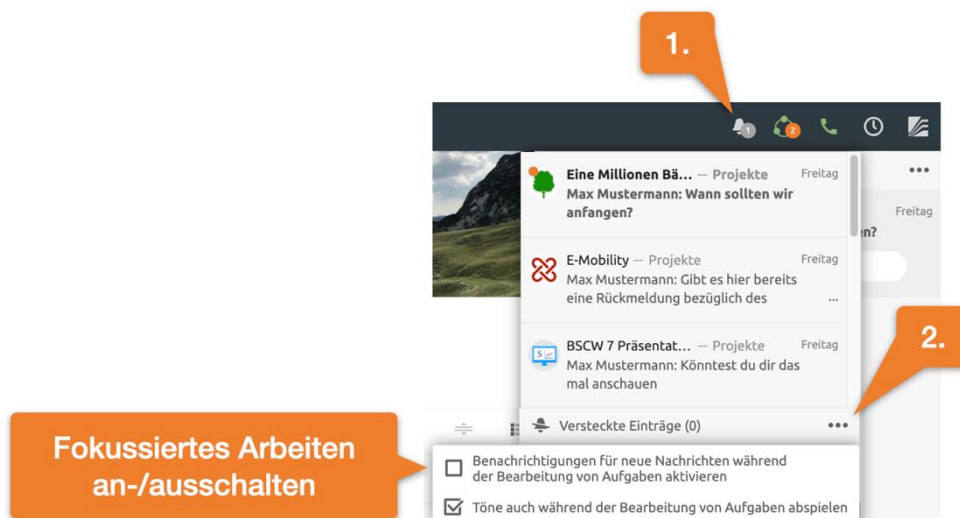 1.
1
2
Eine Millionen Bä... — Projekte Freitag
Max Mustermann: Wann sollten wir
anfangen?
Freitag
en?
E-Mobility — Projekte Freitag
Max Mustermann: Gibt es hier bereits
eine Rückmeldung bezüglich des ...
2.
BSCW 7 Präsentat... — Projekte Freitag
Max Mustermann: Könntest du dir das
mal anschauen
Versteckte Einträge (0)
Fokussiertes Arbeiten
an-/ausschalten
Benachrichtigungen für neue Nachrichten während
der Bearbeitung von Aufgaben aktivieren
Töne auch während der Bearbeitung von Aufgaben abspielen